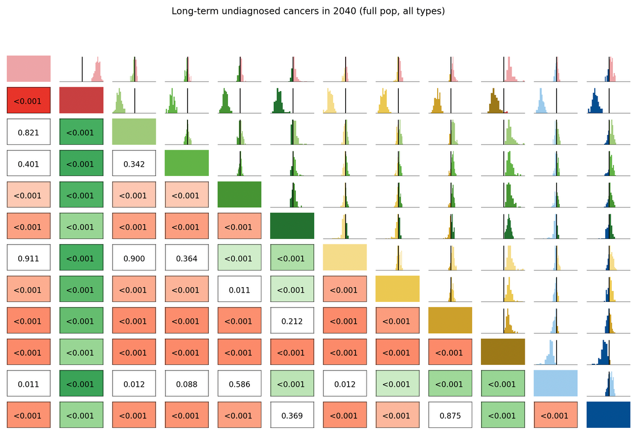 Long-term undiagnosed cancers in 2040 (full pop, all types)
<0.001
0.821 <0.001
0.401 <0.001 0.342
<0.001 <0.001 <0.001 <0.001
<0.001 <0.001 <0.001 <0.001 <0.001
0.911 <0.001 0.900 0.364 <0.001 <0.001
<0.001 <0.001 <0.001 <0.001 0.011 <0.001 <0.001
<0.001 <0.001 <0.001 <0.001 <0.001 0.212 <0.001 <0.001
<0.001 <0.001 <0.001 <0.001 <0.001 <0.001 <0.001 <0.001 <0.001
0.011 <0.001 0.012 0.088 0.586 <0.001 0.012 <0.001 <0.001 <0.001
<0.001 <0.001 <0.001 <0.001 <0.001 0.369 <0.001 <0.001 0.875 <0.001 <0.001